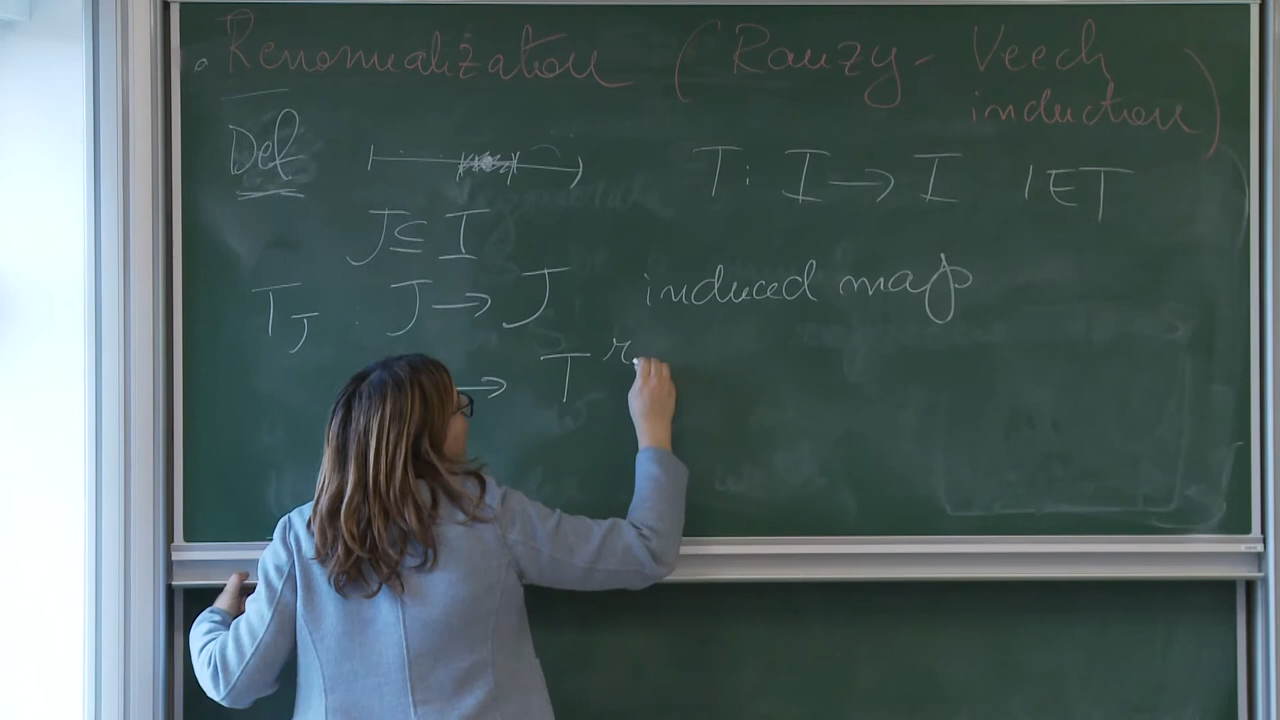 Renormalization (Rauzy-Veech
induction)
Def T: I → I IET
J ⊆ I
T_J : J → J induced map
→ T^r